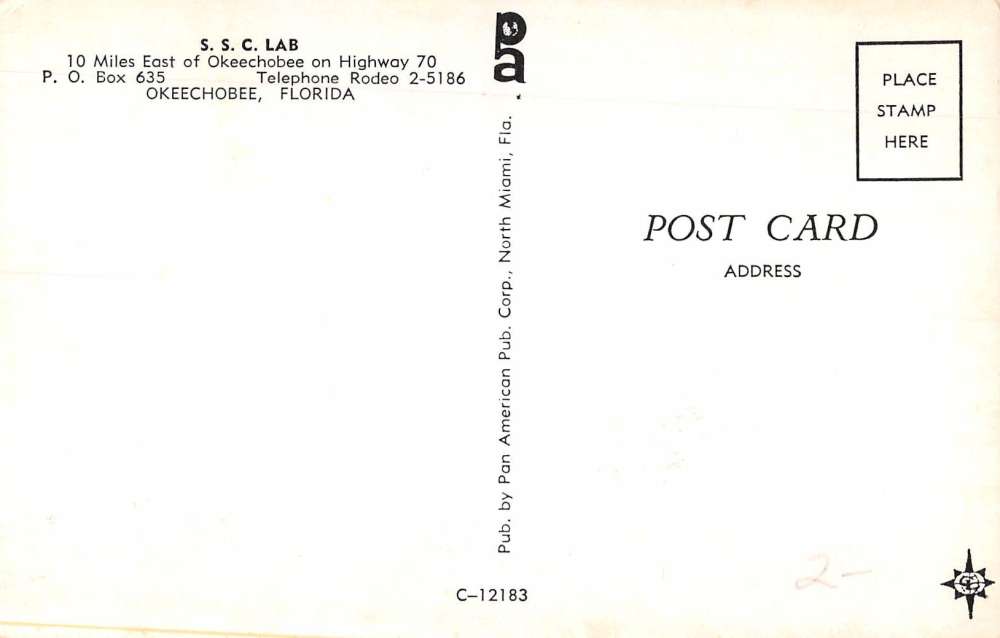 S. S. C. LAB
10 Miles East of Okeechobee on Highway 70
P. O. Box 635 Telephone Rodeo 2-5186
OKEECHOBEE, FLORIDA
pa
Pub. by Pan American Pub. Corp., North Miami, Fla.
C-12183
PLACE
STAMP
HERE
POST CARD
ADDRESS
2-